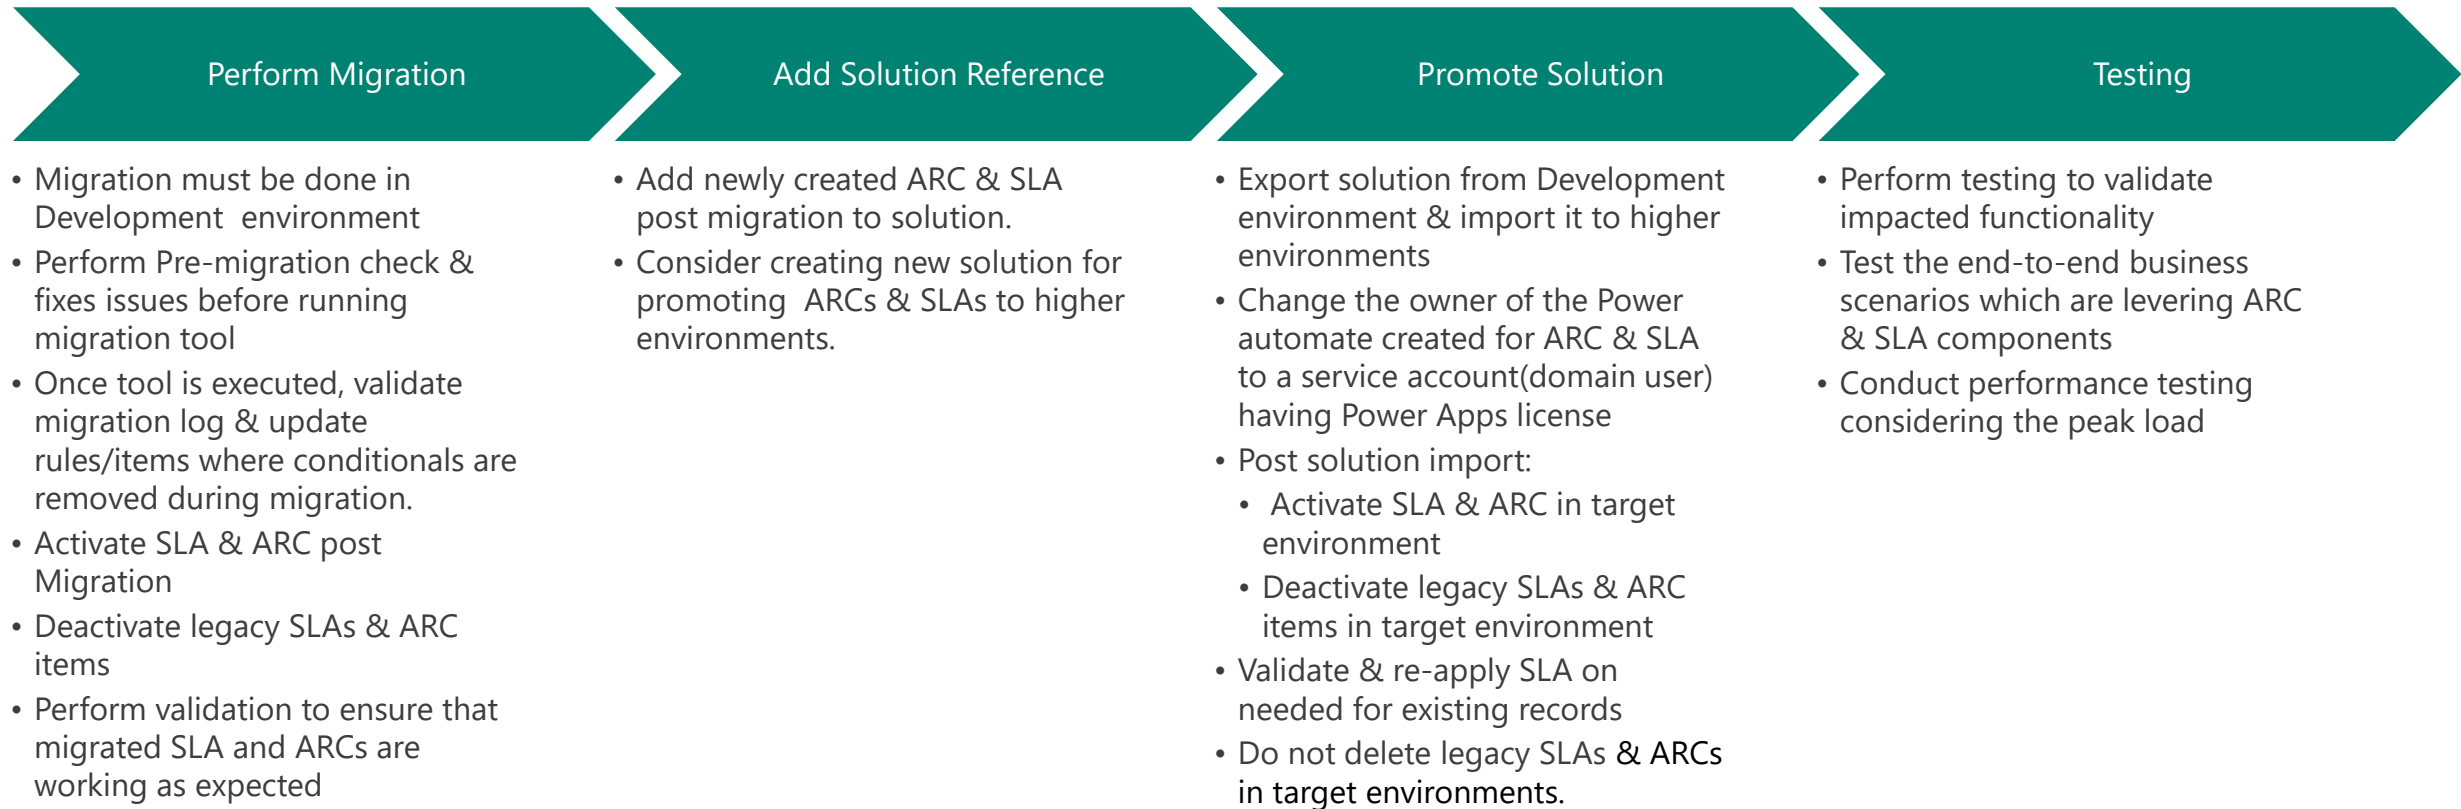 Perform Migration
• Migration must be done in
Development  environment
• Perform Pre-migration check &
fixes issues before running
migration tool
• Once tool is executed, validate
migration log & update
rules/items where conditionals are
removed during migration.
• Activate SLA & ARC post
Migration
• Deactivate legacy SLAs & ARC
items
• Perform validation to ensure that
migrated SLA and ARCs are
working as expected
Add Solution Reference
• Add newly created ARC & SLA
post migration to solution.
• Consider creating new solution for
promoting  ARCs & SLAs to higher
environments.
Promote Solution
• Export solution from Development
environment & import it to higher
environments
• Change the owner of the Power
automate created for ARC & SLA
to a service account(domain user)
having Power Apps license
• Post solution import:
• Activate SLA & ARC in target
environment
• Deactivate legacy SLAs & ARC
items in target environment
• Validate & re-apply SLA on
needed for existing records
• Do not delete legacy SLAs & ARCs
in target environments.
Testing
• Perform testing to validate
impacted functionality
• Test the end-to-end business
scenarios which are levering ARC
& SLA components
• Conduct performance testing
considering the peak load